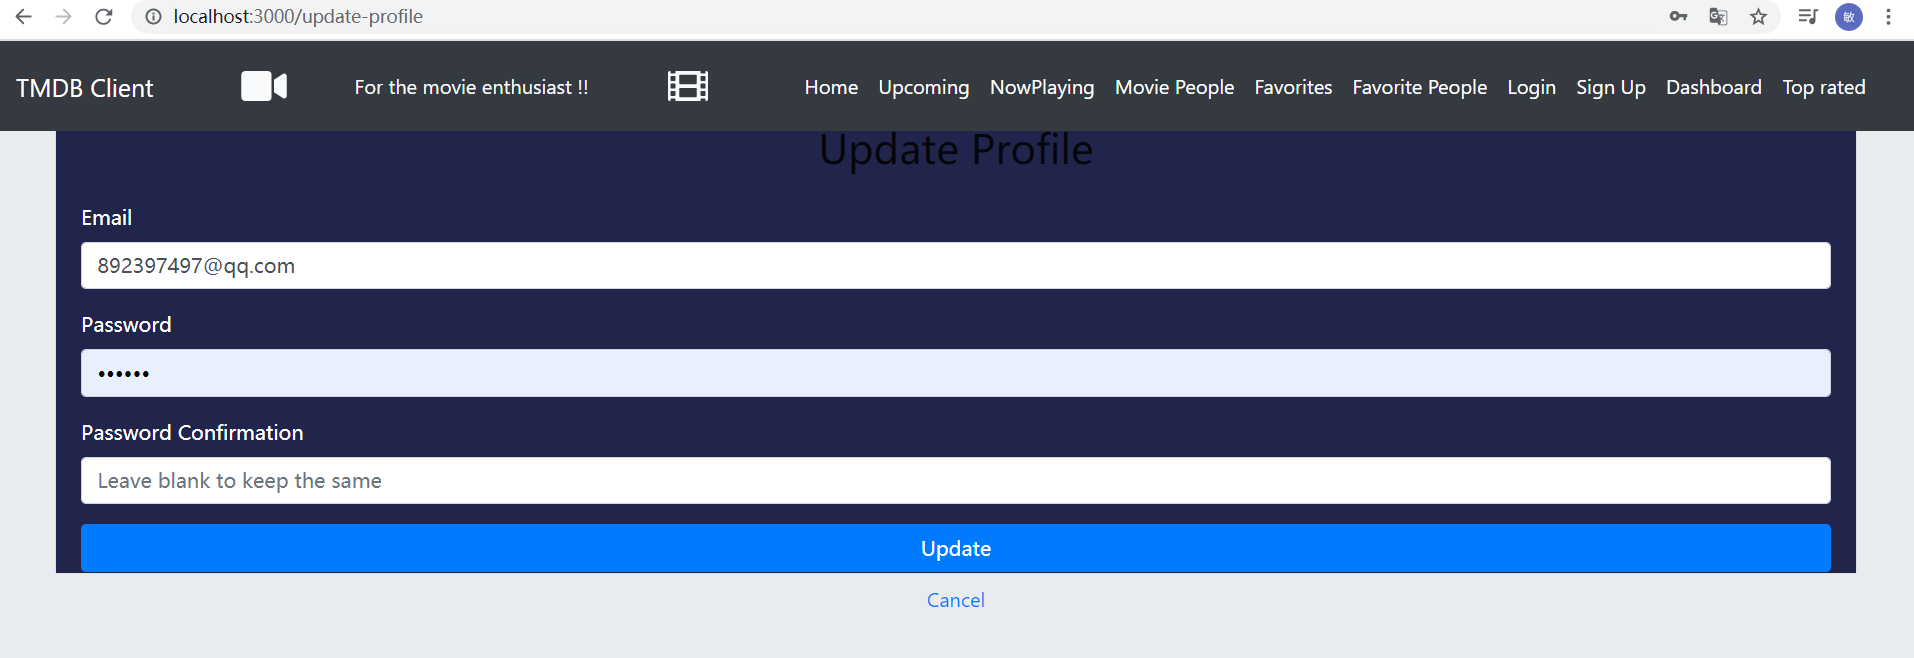 localhost:3000/update-profile
敏
TMDB Client For the movie enthusiast !! Home Upcoming NowPlaying Movie People Favorites Favorite People Login Sign Up Dashboard Top rated
Update Profile
Email
892397497@qq.com
Password
••••••
Password Confirmation
Leave blank to keep the same
Update
Cancel